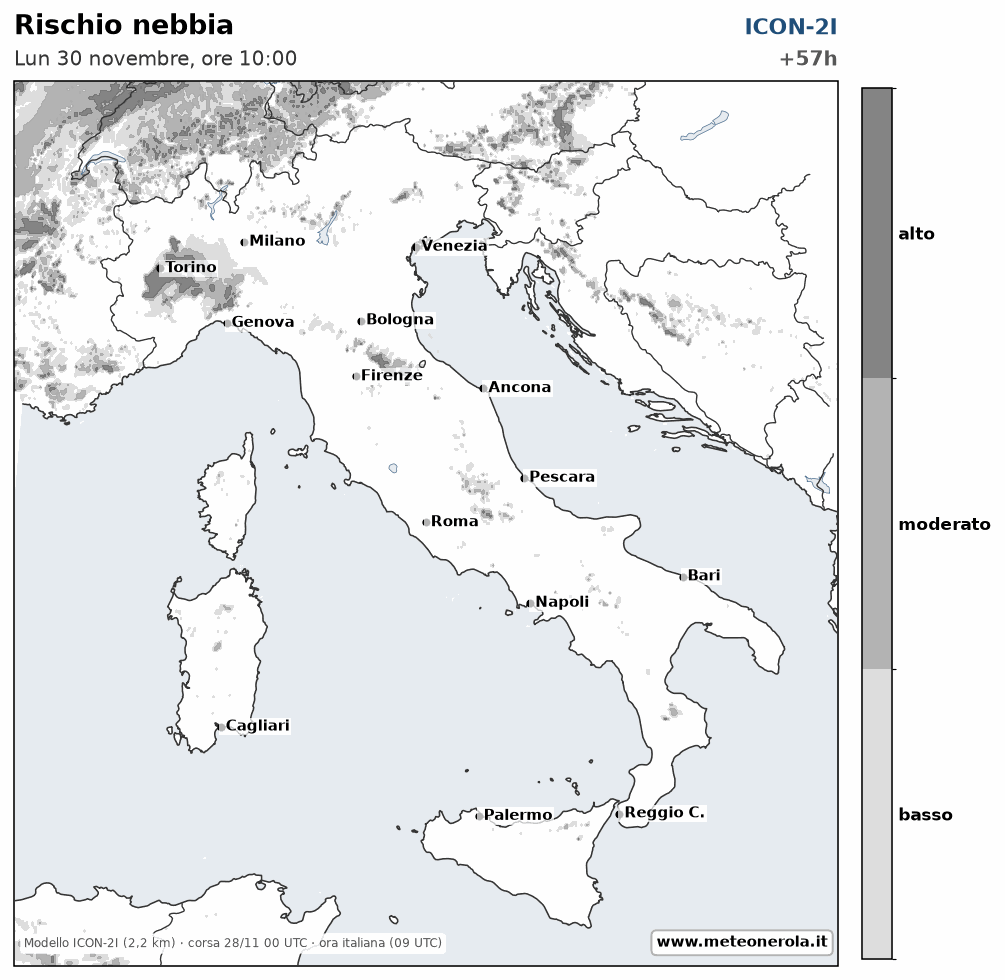 Rischio nebbia
ICON-2I
Lun 30 novembre, ore 10:00
+57h
alto
moderato
basso
Milano
Venezia
Torino
Genova
Bologna
Firenze
Ancona
Pescara
Roma
Bari
Napoli
Cagliari
Palermo
Reggio C.
Modello ICON-2I (2,2 km) · corsa 28/11 00 UTC · ora italiana (09 UTC)
www.meteonerola.it